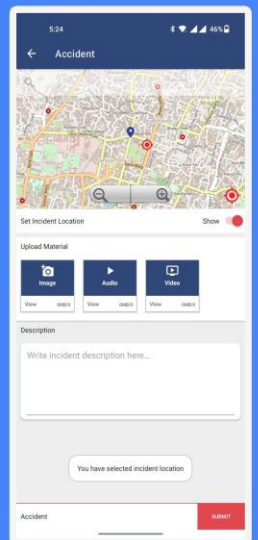 5:24 46%
Accident
Set Incident Location Show
Upload Material
Image Audio Video
View View View
Description
Write incident description here...
You have selected incident location
Accident SUBMIT